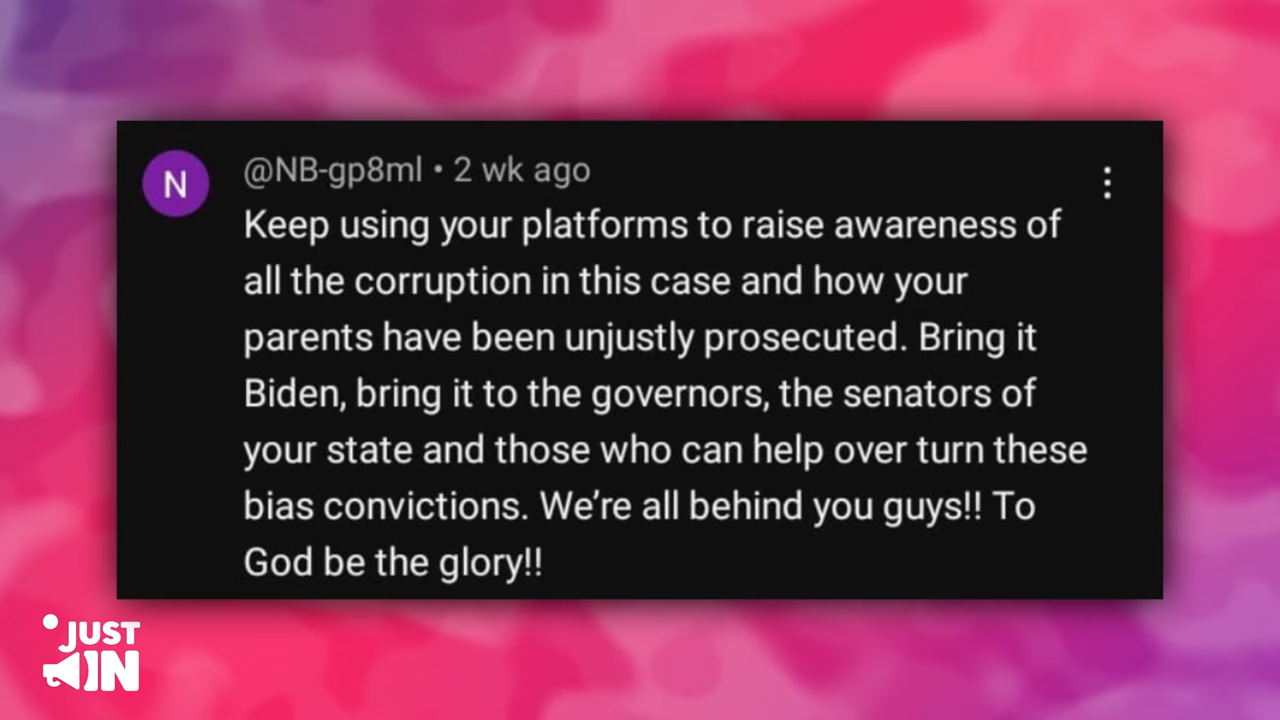 N
@NB-gp8ml • 2 wk ago
Keep using your platforms to raise awareness of
all the corruption in this case and how your
parents have been unjustly prosecuted. Bring it
Biden, bring it to the governors, the senators of
your state and those who can help over turn these
bias convictions. We’re all behind you guys!! To
God be the glory!!
JUST
IN